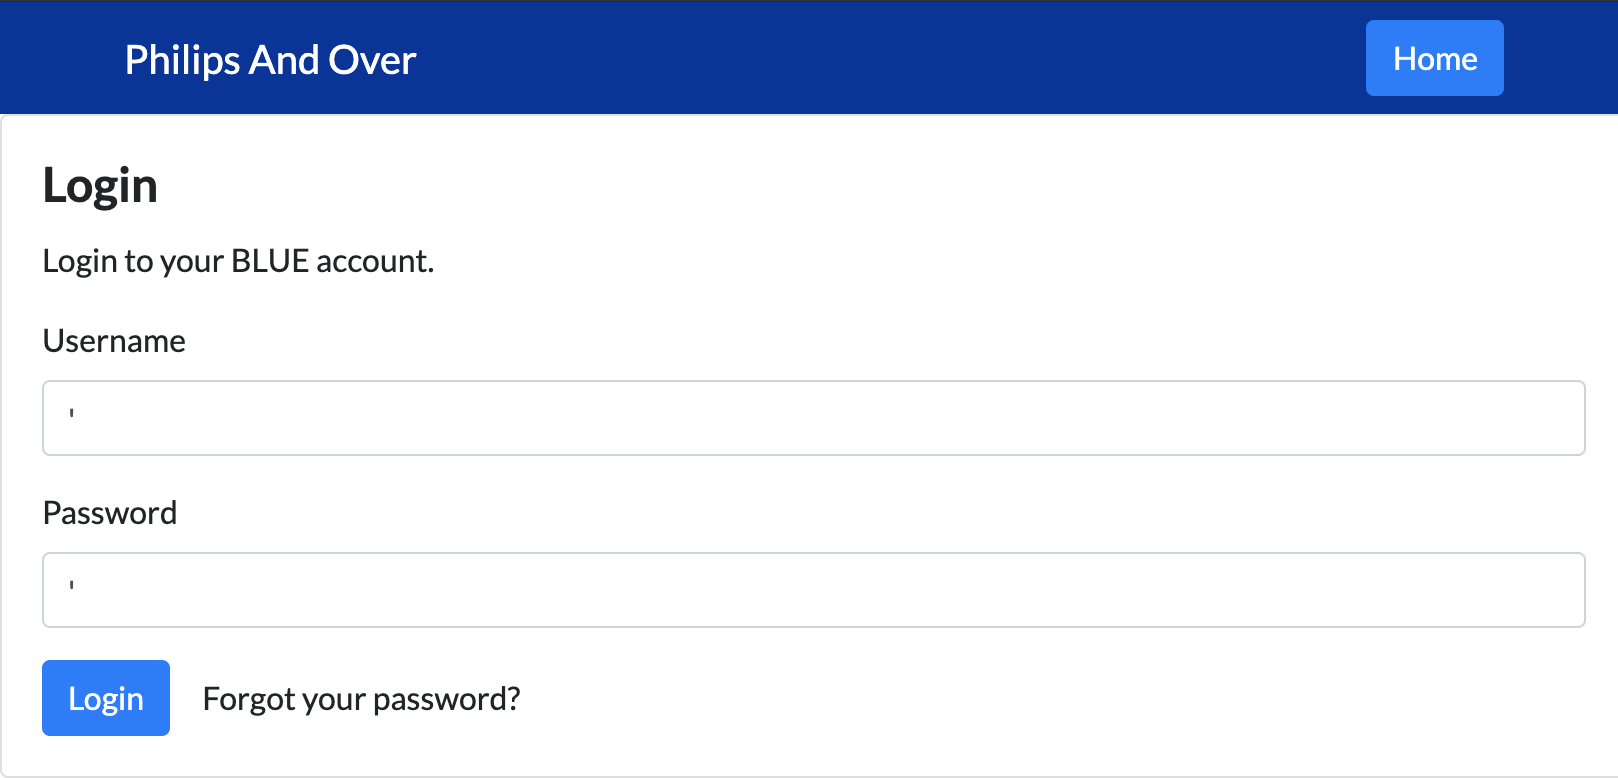 Philips And Over
Home
Login
Login to your BLUE account.
Username
'
Password
'
Login
Forgot your password?